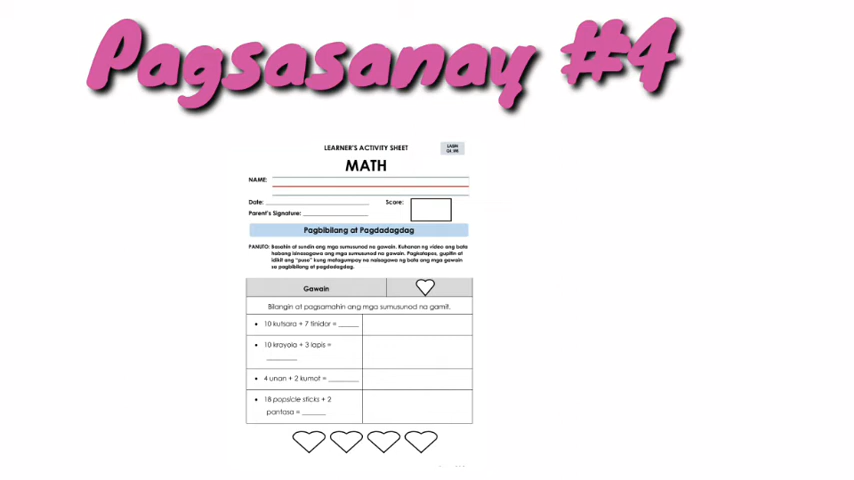 Pagsasanay #4
LEARNER'S ACTIVITY SHEET
MATH
NAME:
Date:
Score:
Parent's Signature:
Pagbibilang at Pagdadagdag
PANUTO: Basahin at sundin ang mga sumusunod na gawain. Kuhanan ng video ang bata
habang isinasagawa ang mga sumusunod na gawain. Pagkatapos, gupitin at
idikit ang "puso" kung matagumpay na naisagawa ng bata ang mga gawain
sa pagbibilang at pagdadagdag.
Gawain
Bilangin at pagsamahin ang mga sumusunod na gamit.
• 10 kutsara + 7 tinidor = _____
• 10 krayola + 3 lapis =
_______
• 4 unan + 2 kumot = _______
• 18 popsicle sticks + 2
pantasa = _____